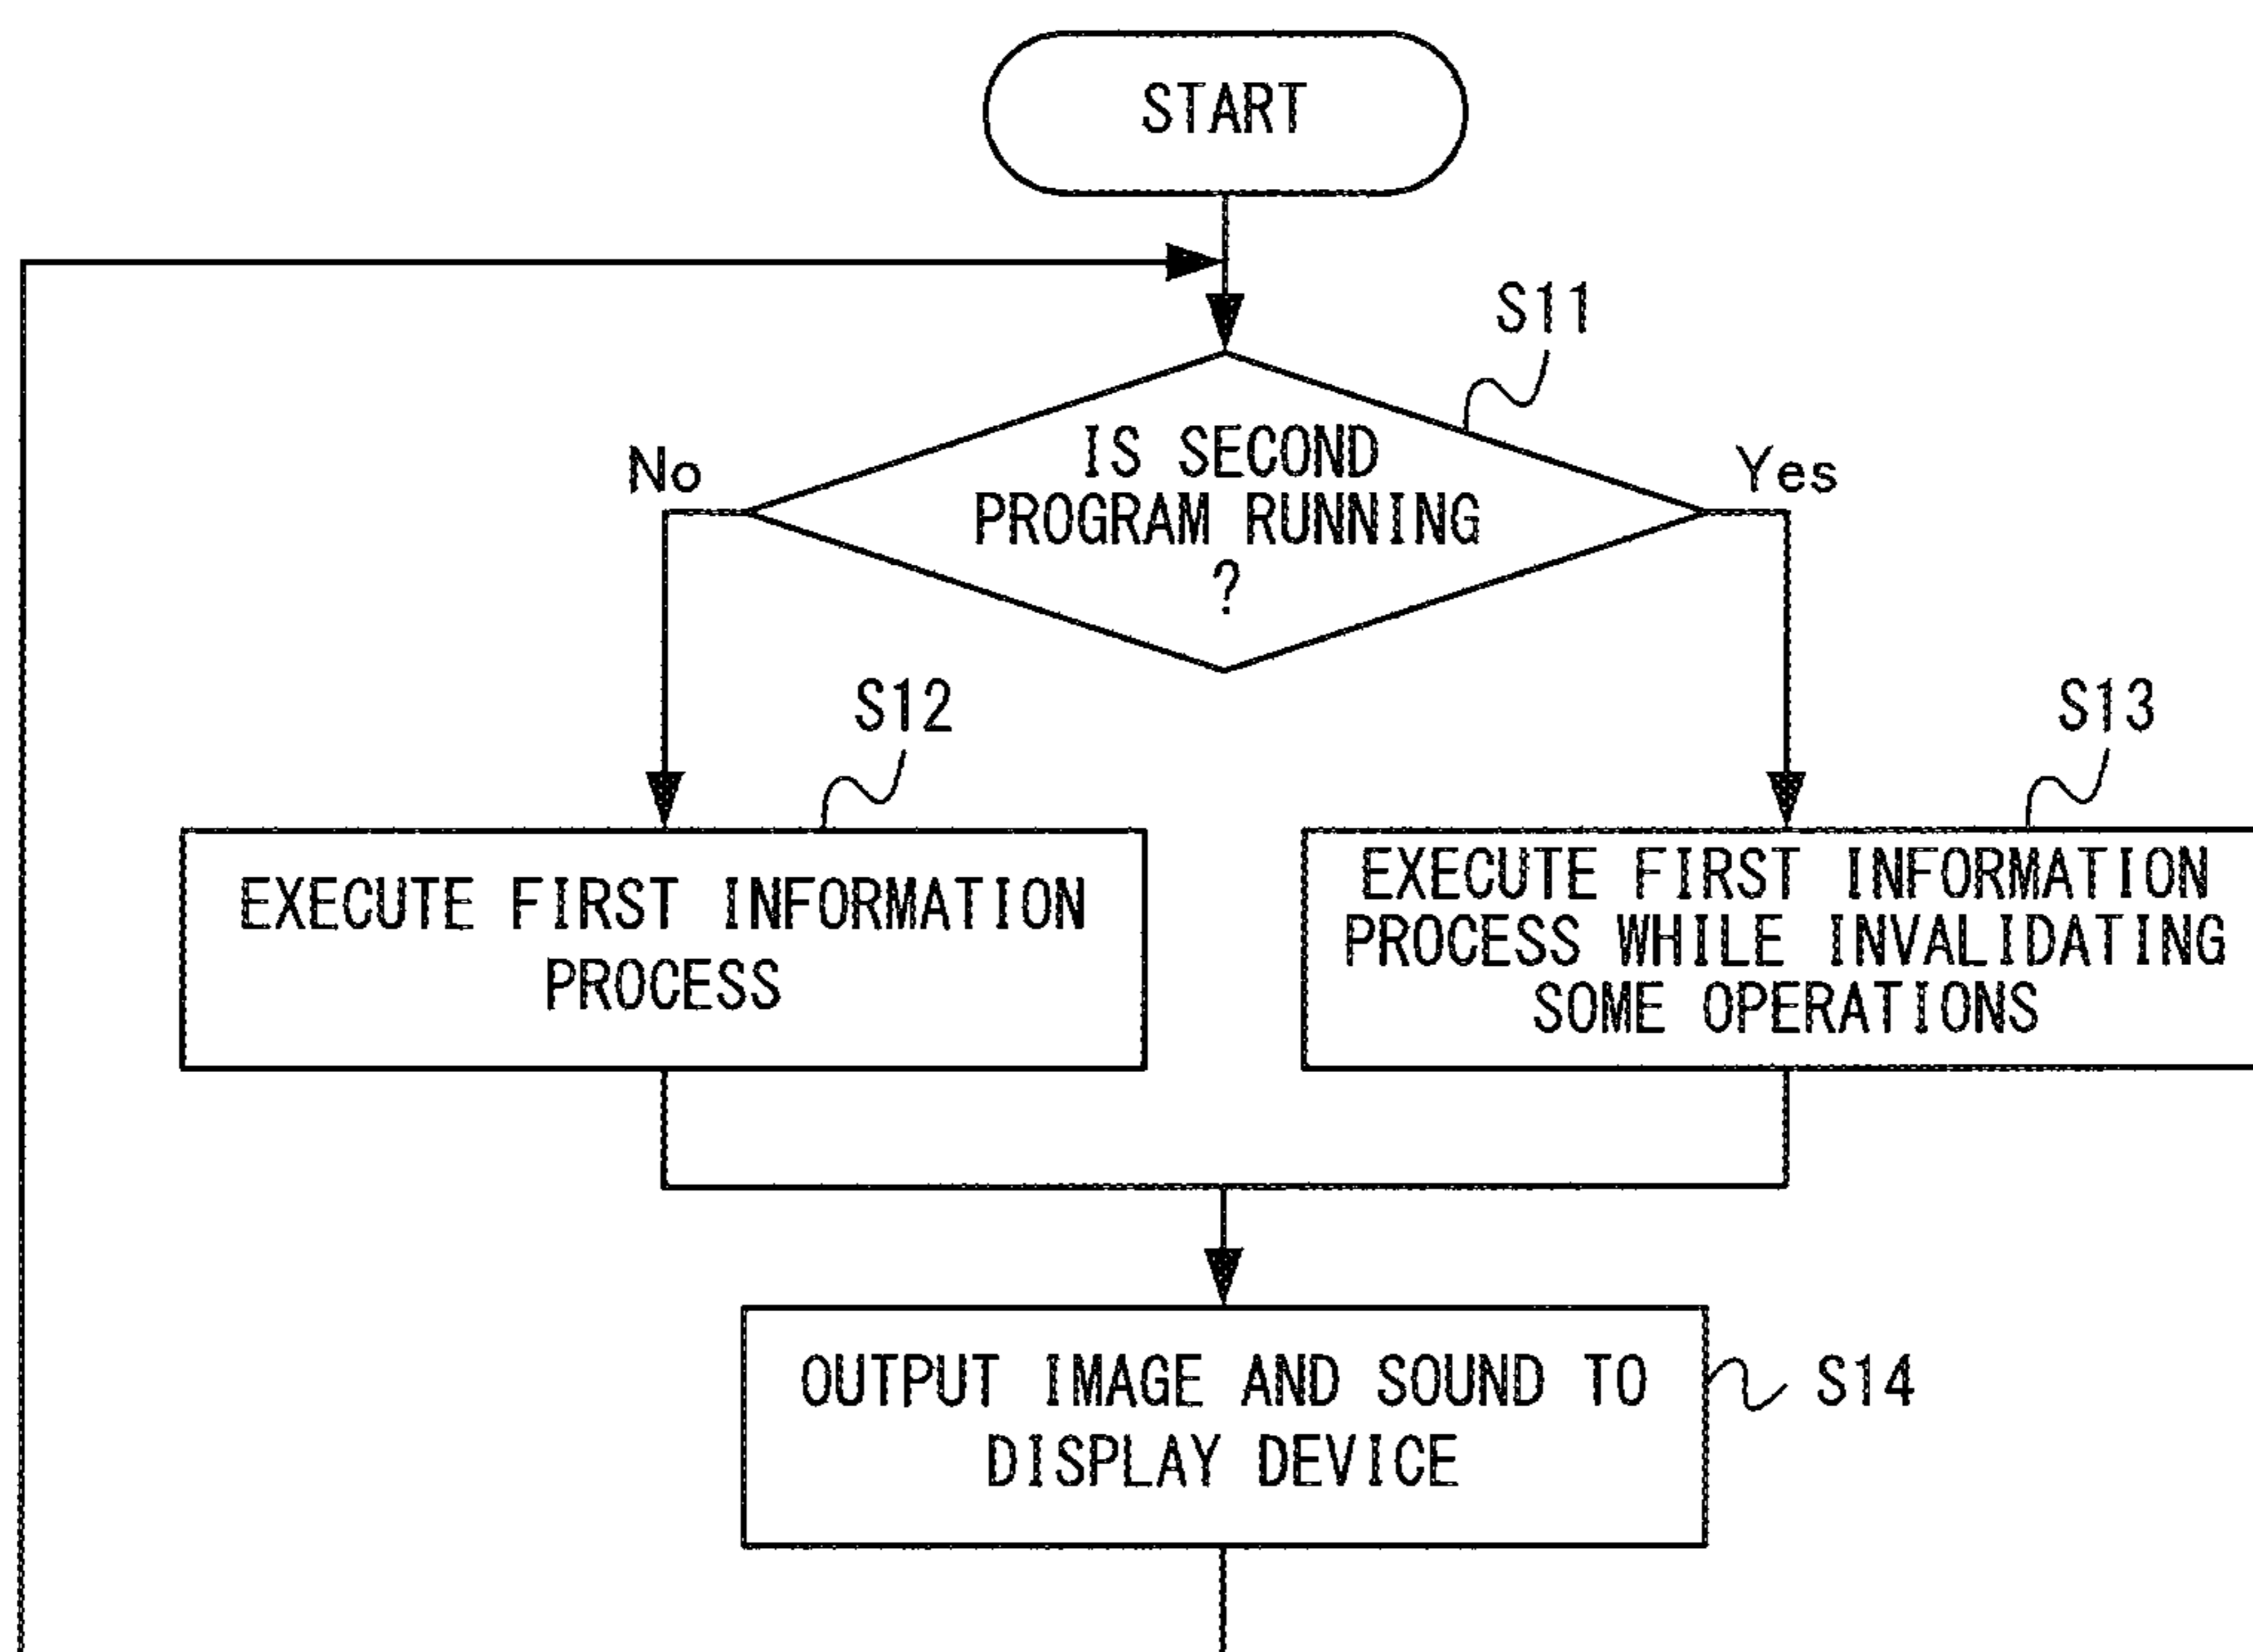 START
S11
No
IS SECOND
PROGRAM RUNNING
?
Yes
S12
S13
EXECUTE FIRST INFORMATION
PROCESS
EXECUTE FIRST INFORMATION
PROCESS WHILE INVALIDATING
SOME OPERATIONS
OUTPUT IMAGE AND SOUND TO
DISPLAY DEVICE
S14